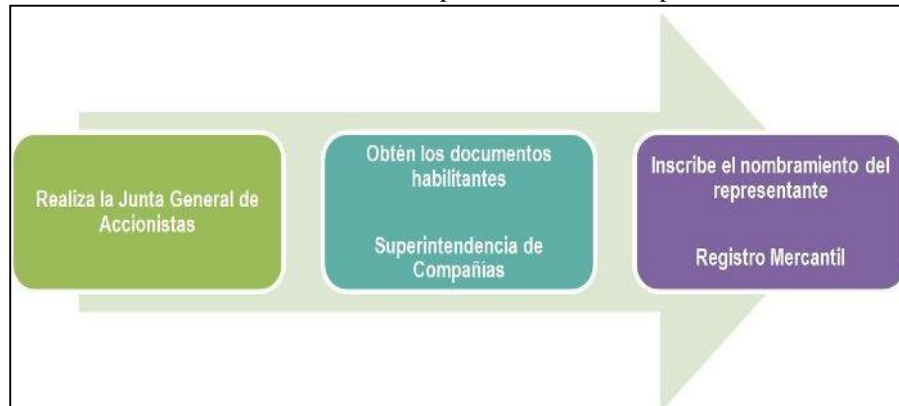 Realiza la Junta General de
Accionistas
Obtén los documentos
habilitantes
Superintendencia de
Compañías
Inscribe el nombramiento del
representante
Registro Mercantil